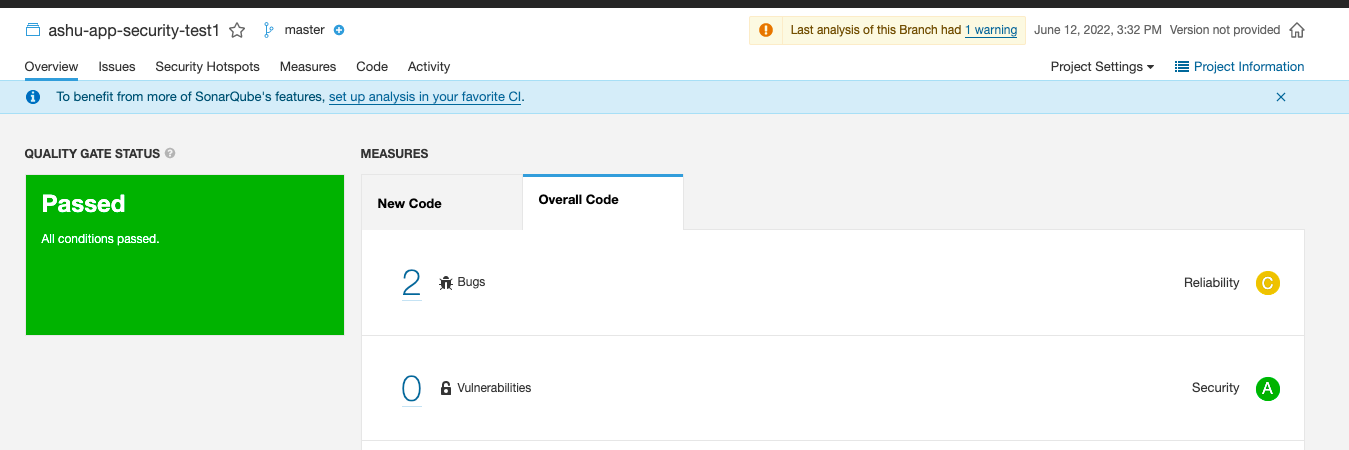 ashu-app-security-test1 master Last analysis of this Branch had 1 warning June 12, 2022, 3:32 PM Version not provided
Overview Issues Security Hotspots Measures Code Activity Project Settings Project Information
To benefit from more of SonarQube's features, set up analysis in your favorite CI.
QUALITY GATE STATUS ? MEASURES
Passed
All conditions passed.
New Code Overall Code
2 Bugs Reliability C
0 Vulnerabilities Security A